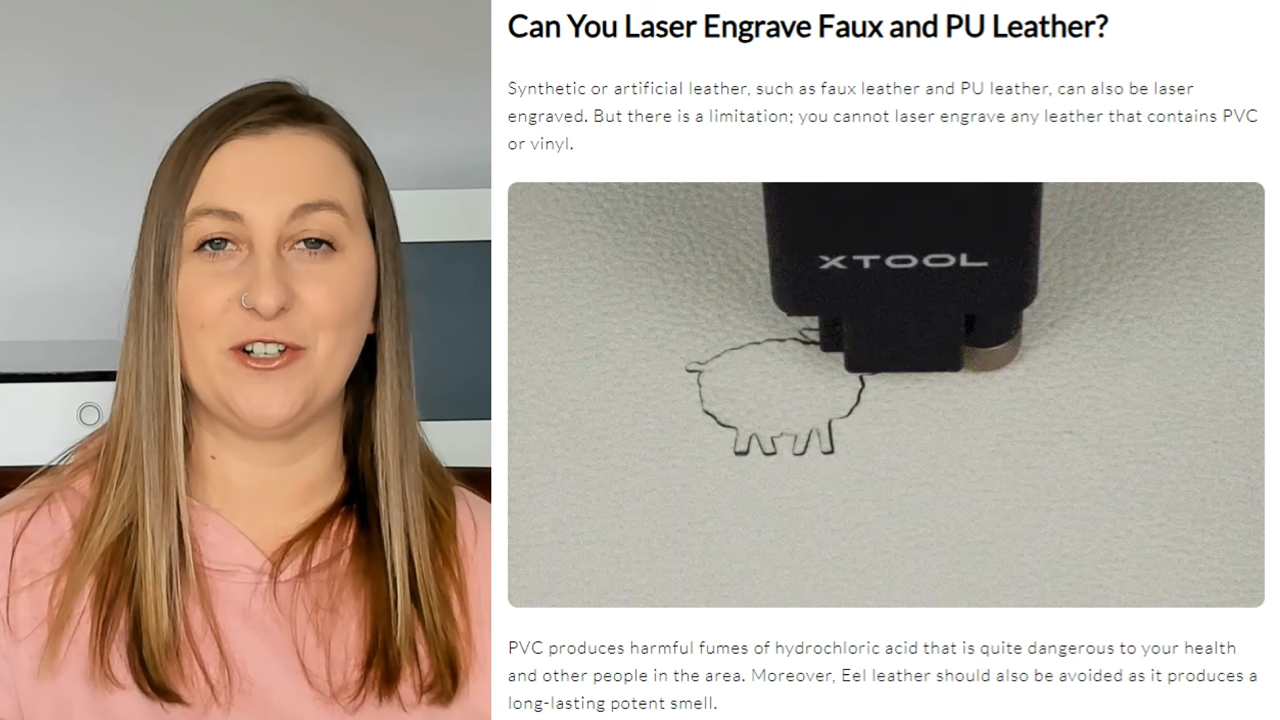 Can You Laser Engrave Faux and PU Leather?
Synthetic or artificial leather, such as faux leather and PU leather, can also be laser
engraved. But there is a limitation; you cannot laser engrave any leather that contains PVC
or vinyl.
XTOOL
PVC produces harmful fumes of hydrochloric acid that is quite dangerous to your health
and other people in the area. Moreover, Eel leather should also be avoided as it produces a
long-lasting potent smell.